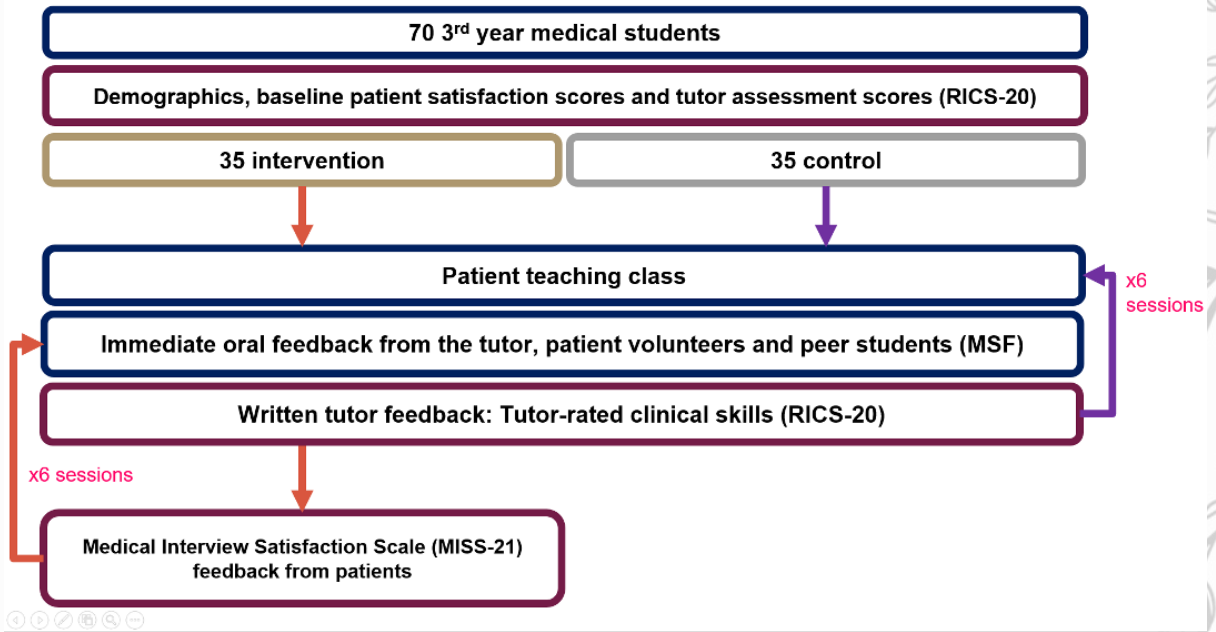 70 3rd year medical students
Demographics, baseline patient satisfaction scores and tutor assessment scores (RICS-20)
35 intervention
35 control
Patient teaching class
x6
sessions
Immediate oral feedback from the tutor, patient volunteers and peer students (MSF)
Written tutor feedback: Tutor-rated clinical skills (RICS-20)
x6 sessions
Medical Interview Satisfaction Scale (MISS-21)
feedback from patients